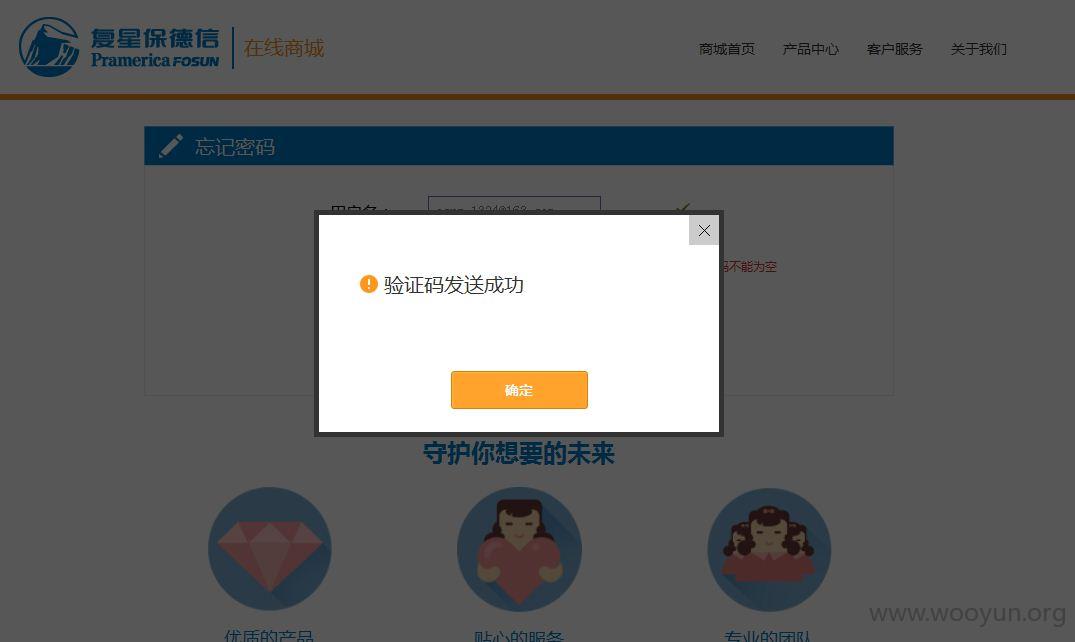 复星保德信
Pramerica FOSUN
在线商城
商城首页 产品中心 客户服务 关于我们
忘记密码
用户名：
码不能为空
验证码发送成功
确定
守护你想要的未来
优质的产品 贴心的服务 专业的团队
www.wooyun.org